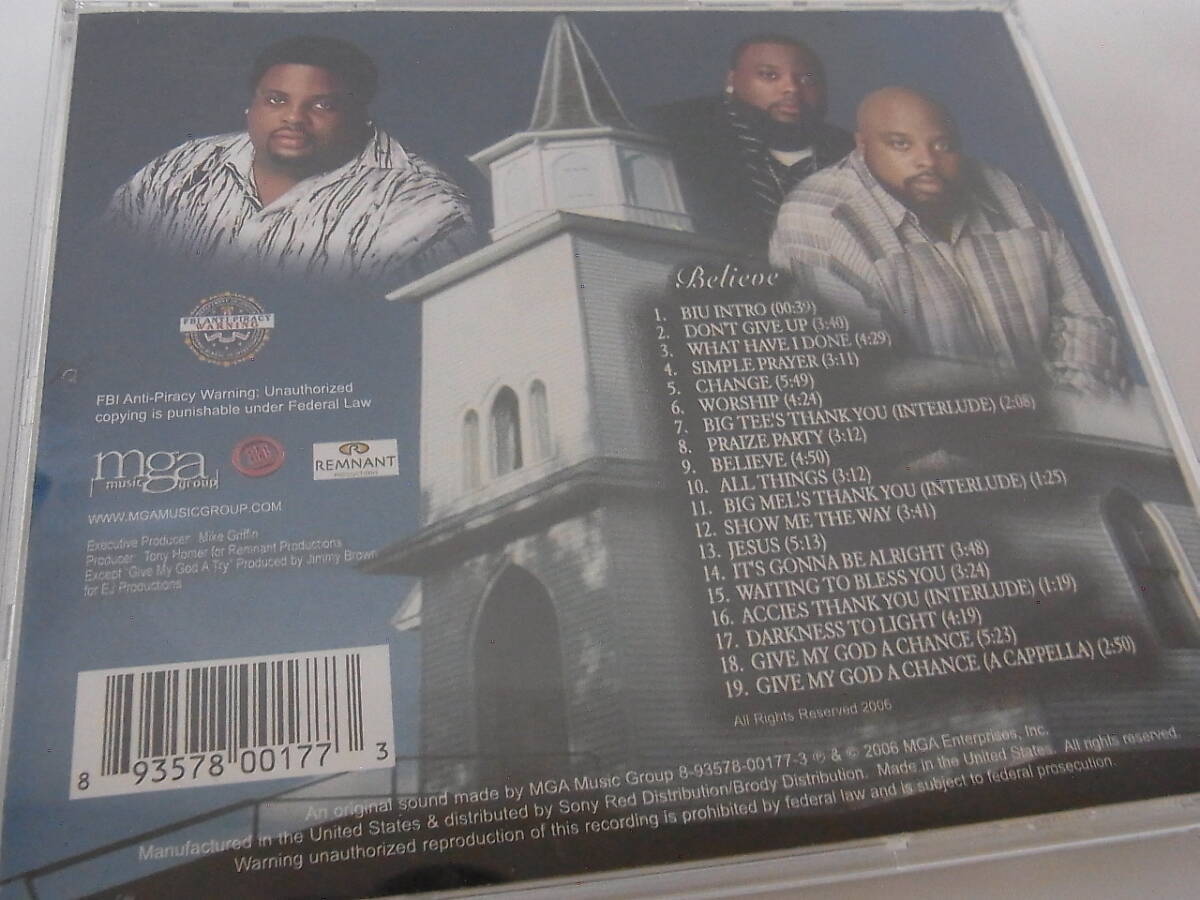 Believe
1. BIU INTRO (00:39)
2. DON'T GIVE UP (3:40)
3. WHAT HAVE I DONE (4:29)
4. SIMPLE PRAYER (3:11)
5. CHANGE (5:49)
6. WORSHIP (4:24)
7. BIG TEE'S THANK YOU (INTERLUDE) (2:08)
8. PRAIZE PARTY (3:12)
9. BELIEVE (4:50)
10. ALL THINGS (3:12)
11. BIG MEL'S THANK YOU (INTERLUDE) (1:25)
12. SHOW ME THE WAY (3:41)
13. JESUS (5:13)
14. IT'S GONNA BE ALRIGHT (3:48)
15. WAITING TO BLESS YOU (3:24)
16. ACCIES THANK YOU (INTERLUDE) (1:19)
17. DARKNESS TO LIGHT (4:19)
18. GIVE MY GOD A CHANCE (5:23)
19. GIVE MY GOD A CHANCE (A CAPPELLA) (2:50)
All Rights Reserved 2006
FBI ANTI-PIRACY
WARNING
FBI Anti-Piracy Warning: Unauthorized
copying is punishable under Federal Law
mga
music group
R
REMNANT
PRODUCTIONS
WWW.MGAMUSICGROUP.COM
Executive Producer Mike Griffin
Producer Tony Homer for Remnant Productions
Except "Give My God A Try" Produced by Jimmy Brown
for EJ Productions
8 93578 00177 3
An original sound made by MGA Music Group 8-93578-00177-3 ℗ & © 2006 MGA Enterprises, Inc.
Manufactured in the United States & distributed by Sony Red Distribution/Brody Distribution. Made in the United States. All rights reserved.
Warning unauthorized reproduction of this recording is prohibited by federal law and is subject to federal prosecution.